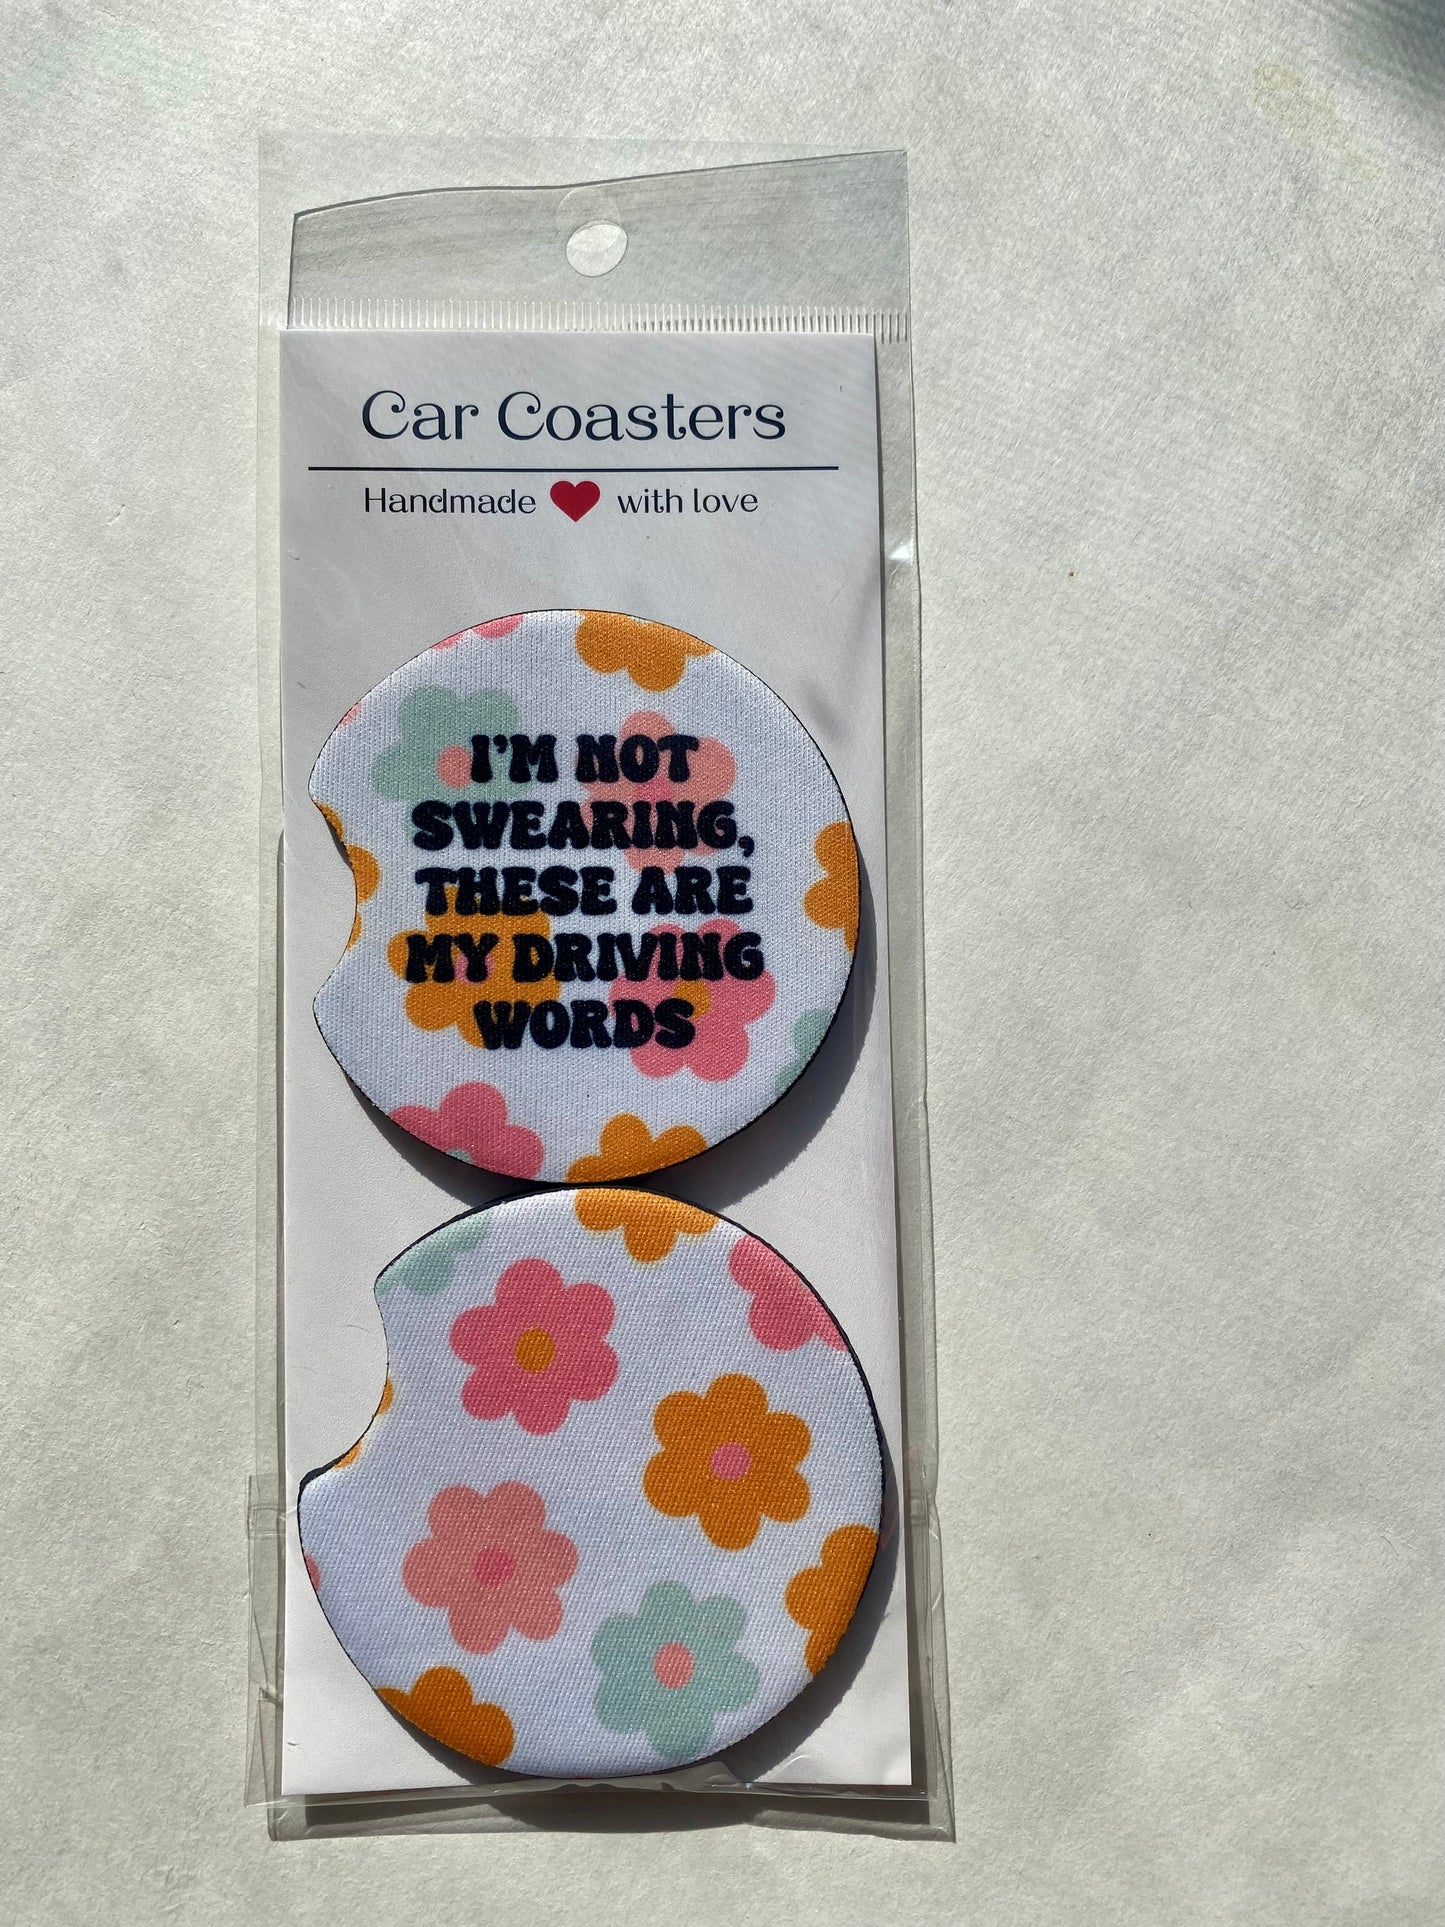 Car Coasters
Handmade with love
I'M NOT
SWEARING,
THESE ARE
MY DRIVING
WORDS